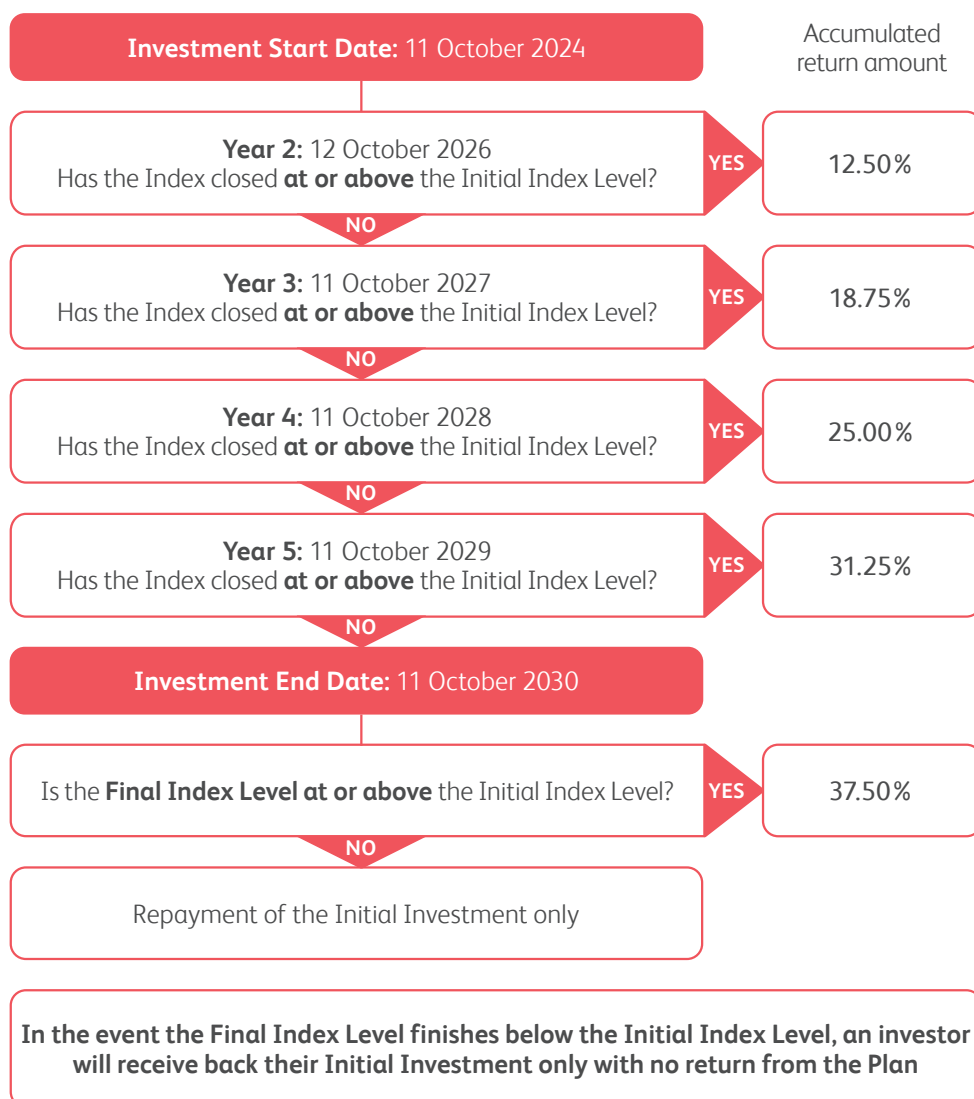 Investment Start Date: 11 October 2024
Accumulated
return amount
Year 2: 12 October 2026
Has the Index closed at or above the Initial Index Level?
YES
12.50%
NO
Year 3: 11 October 2027
Has the Index closed at or above the Initial Index Level?
YES
18.75%
NO
Year 4: 11 October 2028
Has the Index closed at or above the Initial Index Level?
YES
25.00%
NO
Year 5: 11 October 2029
Has the Index closed at or above the Initial Index Level?
YES
31.25%
NO
Investment End Date: 11 October 2030
Is the Final Index Level at or above the Initial Index Level?
YES
37.50%
NO
Repayment of the Initial Investment only
In the event the Final Index Level finishes below the Initial Index Level, an investor
will receive back their Initial Investment only with no return from the Plan